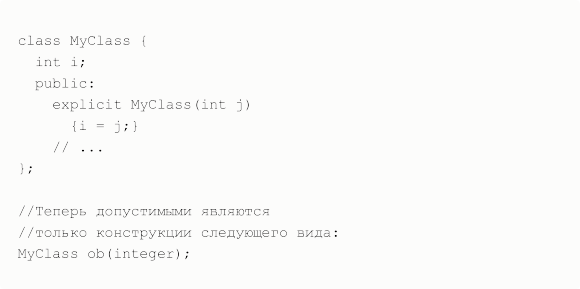 class MyClass {
int i;
public:
explicit MyClass(int j)
{i = j;}
// ...
};
//Теперь допустимыми являются
//только конструкции следующего вида:
MyClass ob(integer);